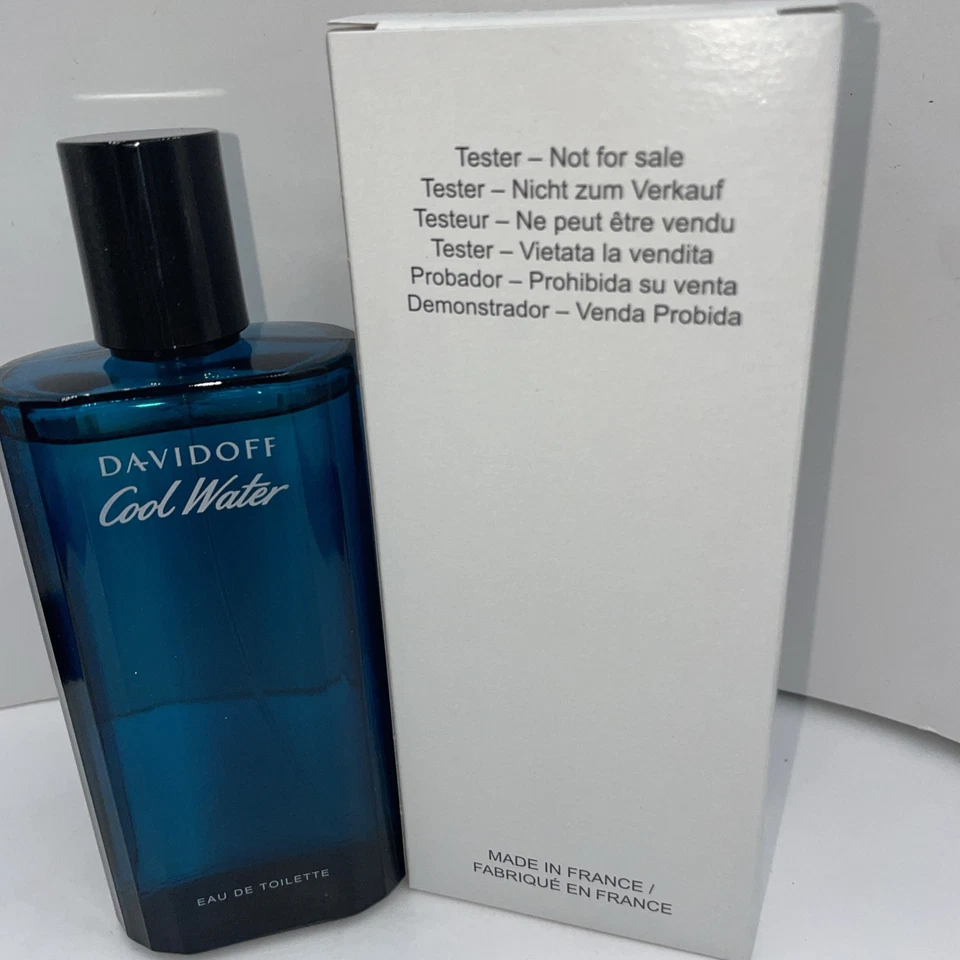 DAVIDOFF
Cool Water
EAU DE TOILETTE
Tester – Not for sale
Tester – Nicht zum Verkauf
Testeur – Ne peut être vendu
Tester – Vietata la vendita
Probador – Prohibida su venta
Demonstrador – Venda Probida
MADE IN FRANCE /
FABRIQUÉ EN FRANCE